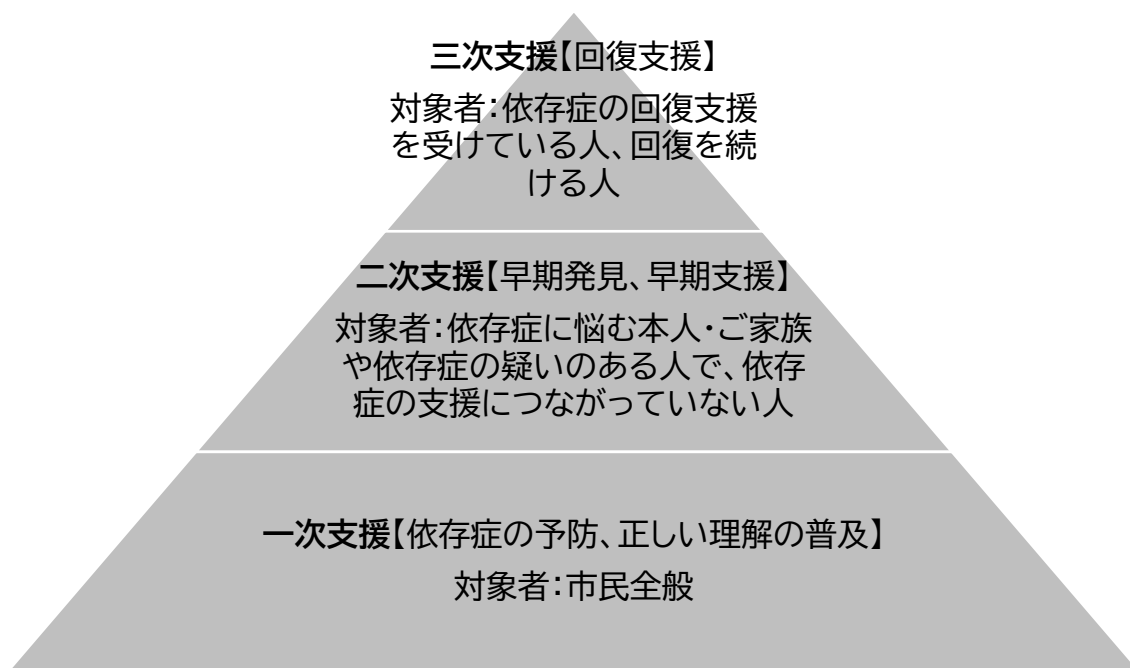 三次支援【回復支援】
対象者：依存症の回復支援
を受けている人、回復を続
ける人
二次支援【早期発見、早期支援】
対象者：依存症に悩む本人・ご家族
や依存症の疑いのある人で、依存
症の支援につながっていない人
一次支援【依存症の予防、正しい理解の普及】
対象者：市民全般